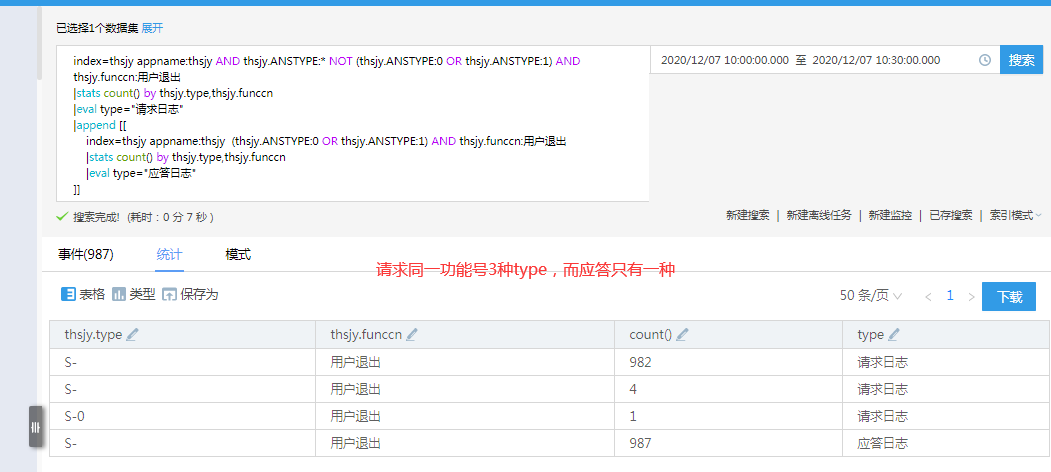 已选择1个数据集 展开
index=thsjy appname:thsjy AND thsjy.ANSTYPE:* NOT (thsjy.ANSTYPE:0 OR thsjy.ANSTYPE:1) AND
thsjy.funccn:用户退出
|stats count() by thsjy.type,thsjy.funccn
|eval type="请求日志"
|append [[
index=thsjy appname:thsjy (thsjy.ANSTYPE:0 OR thsjy.ANSTYPE:1) AND thsjy.funccn:用户退出
|stats count() by thsjy.type,thsjy.funccn
|eval type="应答日志"
]]
2020/12/07 10:00:00.000 至 2020/12/07 10:30:00.000 搜索
搜索完成! (耗时：0 分 7 秒 )
新建搜索 | 新建离线任务 | 新建监控 | 已存搜索 | 索引模式
事件(987) 统计 模式
请求同一功能号3种type，而应答只有一种
表格 类型 保存为 50 条/页 < 1 > 下载
thsjy.type thsjy.funccn count() type
S- 用户退出 982 请求日志
S- 用户退出 4 请求日志
S-0 用户退出 1 请求日志
S- 用户退出 987 应答日志